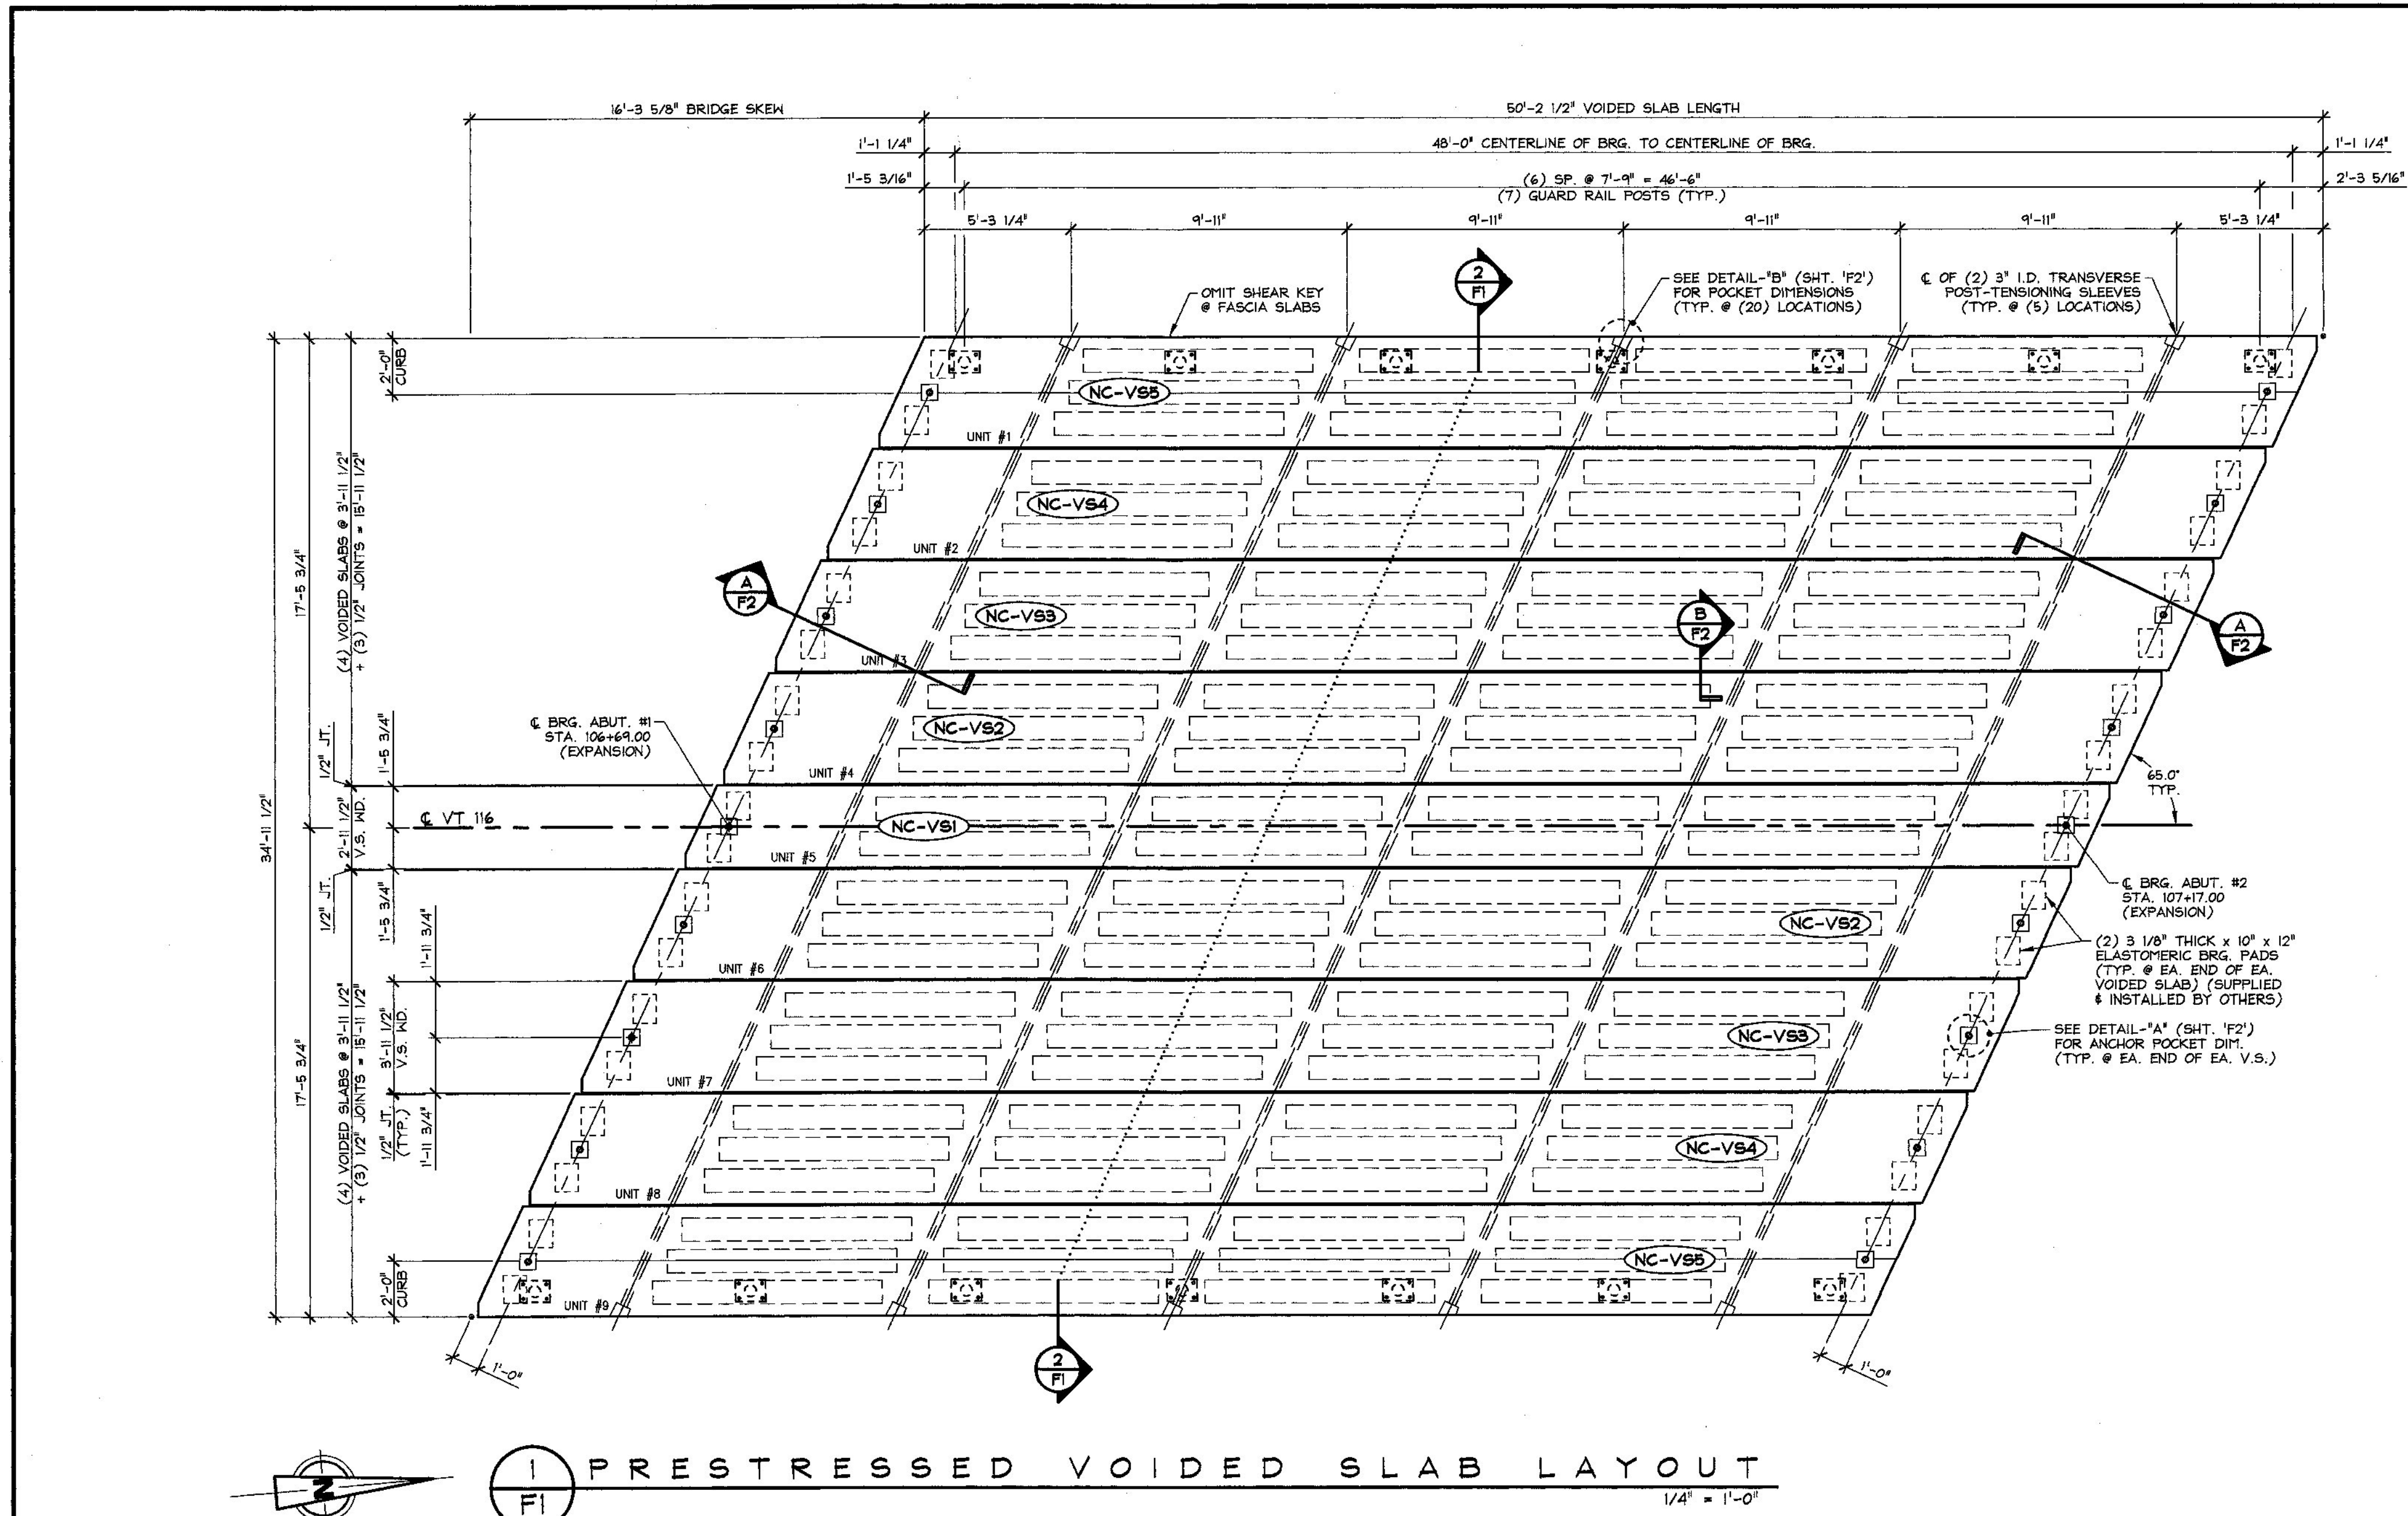 16'-3 5/8" BRIDGE SKEW
50'-2 1/2" VOIDED SLAB LENGTH
1'-1 1/4"
48'-0" CENTERLINE OF BRG. TO CENTERLINE OF BRG.
1'-1 1/4"
1'-5 3/16"
(6) SP. @ 7'-9" = 46'-6"
(7) GUARD RAIL POSTS (TYP.)
2'-3 5/16"
5'-3 1/4"
9'-11"
9'-11"
9'-11"
9'-11"
5'-3 1/4"
2
F1
OMIT SHEAR KEY
@ FASCIA SLABS
SEE DETAIL-"B" (SHT. 'F2')
FOR POCKET DIMENSIONS
(TYP. @ (20) LOCATIONS)
℄ OF (2) 3" I.D. TRANSVERSE
POST-TENSIONING SLEEVES
(TYP. @ (5) LOCATIONS)
2'-0"
CURB
NC-VS5
UNIT #1
NC-VS4
UNIT #2
NC-VS3
UNIT #3
NC-VS2
UNIT #4
A
F2
B
F2
A
F2
34'-11 1/2"
17'-5 3/4"
(4) VOIDED SLABS @ 3'-11 1/2"
+ (3) 1/2" JOINTS = 15'-11 1/2"
℄ BRG. ABUT. #1
STA. 106+69.00
(EXPANSION)
1/2" JT.
1'-5 3/4"
2'-11 1/2"
V.S. WD.
℄ VT 116
NC-VS1
UNIT #5
65.0°
TYP.
1/2" JT.
1'-5 3/4"
1'-11 3/4"
℄ BRG. ABUT. #2
STA. 107+17.00
(EXPANSION)
NC-VS2
UNIT #6
(2) 3 1/8" THICK x 10" x 12"
ELASTOMERIC BRG. PADS
(TYP. @ EA. END OF EA.
VOIDED SLAB) (SUPPLIED
& INSTALLED BY OTHERS)
17'-5 3/4"
(4) VOIDED SLABS @ 3'-11 1/2"
+ (3) 1/2" JOINTS = 15'-11 1/2"
3'-11 1/2"
V.S. WD.
NC-VS3
UNIT #7
SEE DETAIL-"A" (SHT. 'F2')
FOR ANCHOR POCKET DIM.
(TYP. @ EA. END OF EA. V.S.)
1/2" JT.
(TYP.)
1'-11 3/4"
NC-VS4
UNIT #8
NC-VS5
UNIT #9
2'-0"
CURB
1'-0"
1'-0"
2
F1
N
1
F1
PRESTRESSED VOIDED SLAB LAYOUT
1/4" = 1'-0"